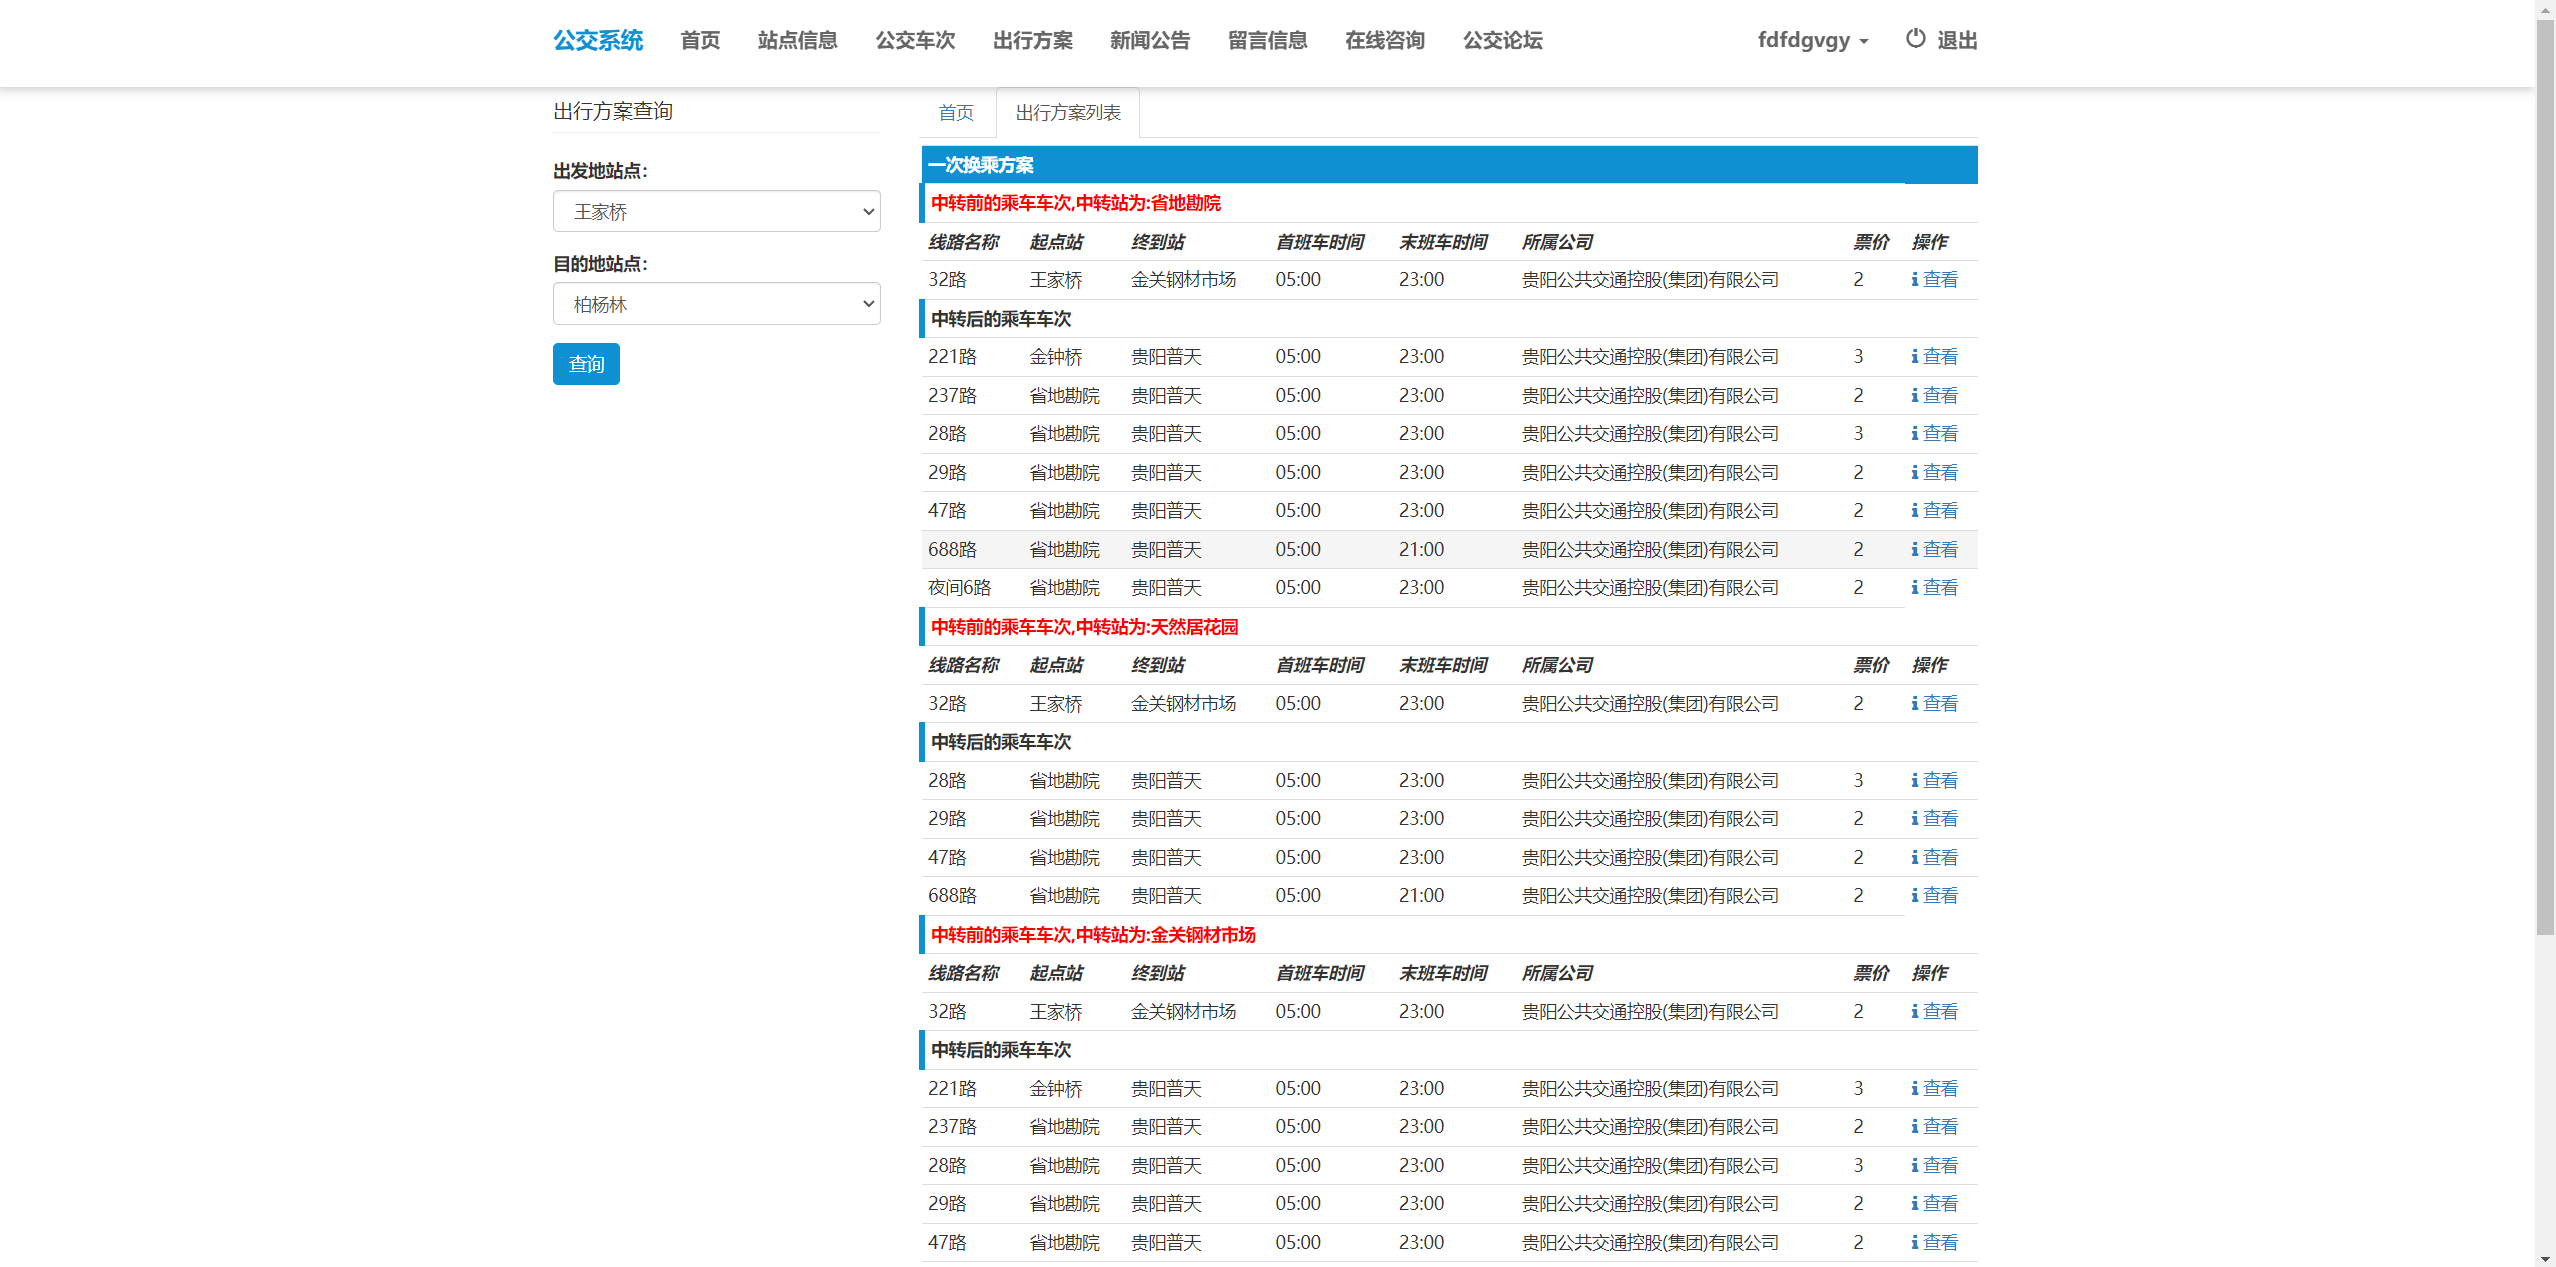 公交系统 首页 站点信息 公交车次 出行方案 新闻公告 留言信息 在线咨询 公交论坛 fdfdgvgy 退出
出行方案查询
出发地站点:
王家桥
目的地站点:
柏杨林
查询
首页 出行方案列表
一次换乘方案
中转前的乘车车次,中转站为:省地勘院
线路名称 起点站 终到站 首班车时间 末班车时间 所属公司 票价 操作
32路 王家桥 金关钢材市场 05:00 23:00 贵阳公共交通控股(集团)有限公司 2 查看
中转后的乘车车次
221路 金钟桥 贵阳普天 05:00 23:00 贵阳公共交通控股(集团)有限公司 3 查看
237路 省地勘院 贵阳普天 05:00 23:00 贵阳公共交通控股(集团)有限公司 2 查看
28路 省地勘院 贵阳普天 05:00 23:00 贵阳公共交通控股(集团)有限公司 3 查看
29路 省地勘院 贵阳普天 05:00 23:00 贵阳公共交通控股(集团)有限公司 2 查看
47路 省地勘院 贵阳普天 05:00 23:00 贵阳公共交通控股(集团)有限公司 2 查看
688路 省地勘院 贵阳普天 05:00 21:00 贵阳公共交通控股(集团)有限公司 2 查看
夜间6路 省地勘院 贵阳普天 05:00 23:00 贵阳公共交通控股(集团)有限公司 2 查看
中转前的乘车车次,中转站为:天然居花园
线路名称 起点站 终到站 首班车时间 末班车时间 所属公司 票价 操作
32路 王家桥 金关钢材市场 05:00 23:00 贵阳公共交通控股(集团)有限公司 2 查看
中转后的乘车车次
28路 省地勘院 贵阳普天 05:00 23:00 贵阳公共交通控股(集团)有限公司 3 查看
29路 省地勘院 贵阳普天 05:00 23:00 贵阳公共交通控股(集团)有限公司 2 查看
47路 省地勘院 贵阳普天 05:00 23:00 贵阳公共交通控股(集团)有限公司 2 查看
688路 省地勘院 贵阳普天 05:00 21:00 贵阳公共交通控股(集团)有限公司 2 查看
中转前的乘车车次,中转站为:金关钢材市场
线路名称 起点站 终到站 首班车时间 末班车时间 所属公司 票价 操作
32路 王家桥 金关钢材市场 05:00 23:00 贵阳公共交通控股(集团)有限公司 2 查看
中转后的乘车车次
221路 金钟桥 贵阳普天 05:00 23:00 贵阳公共交通控股(集团)有限公司 3 查看
237路 省地勘院 贵阳普天 05:00 23:00 贵阳公共交通控股(集团)有限公司 2 查看
28路 省地勘院 贵阳普天 05:00 23:00 贵阳公共交通控股(集团)有限公司 3 查看
29路 省地勘院 贵阳普天 05:00 23:00 贵阳公共交通控股(集团)有限公司 2 查看
47路 省地勘院 贵阳普天 05:00 23:00 贵阳公共交通控股(集团)有限公司 2 查看